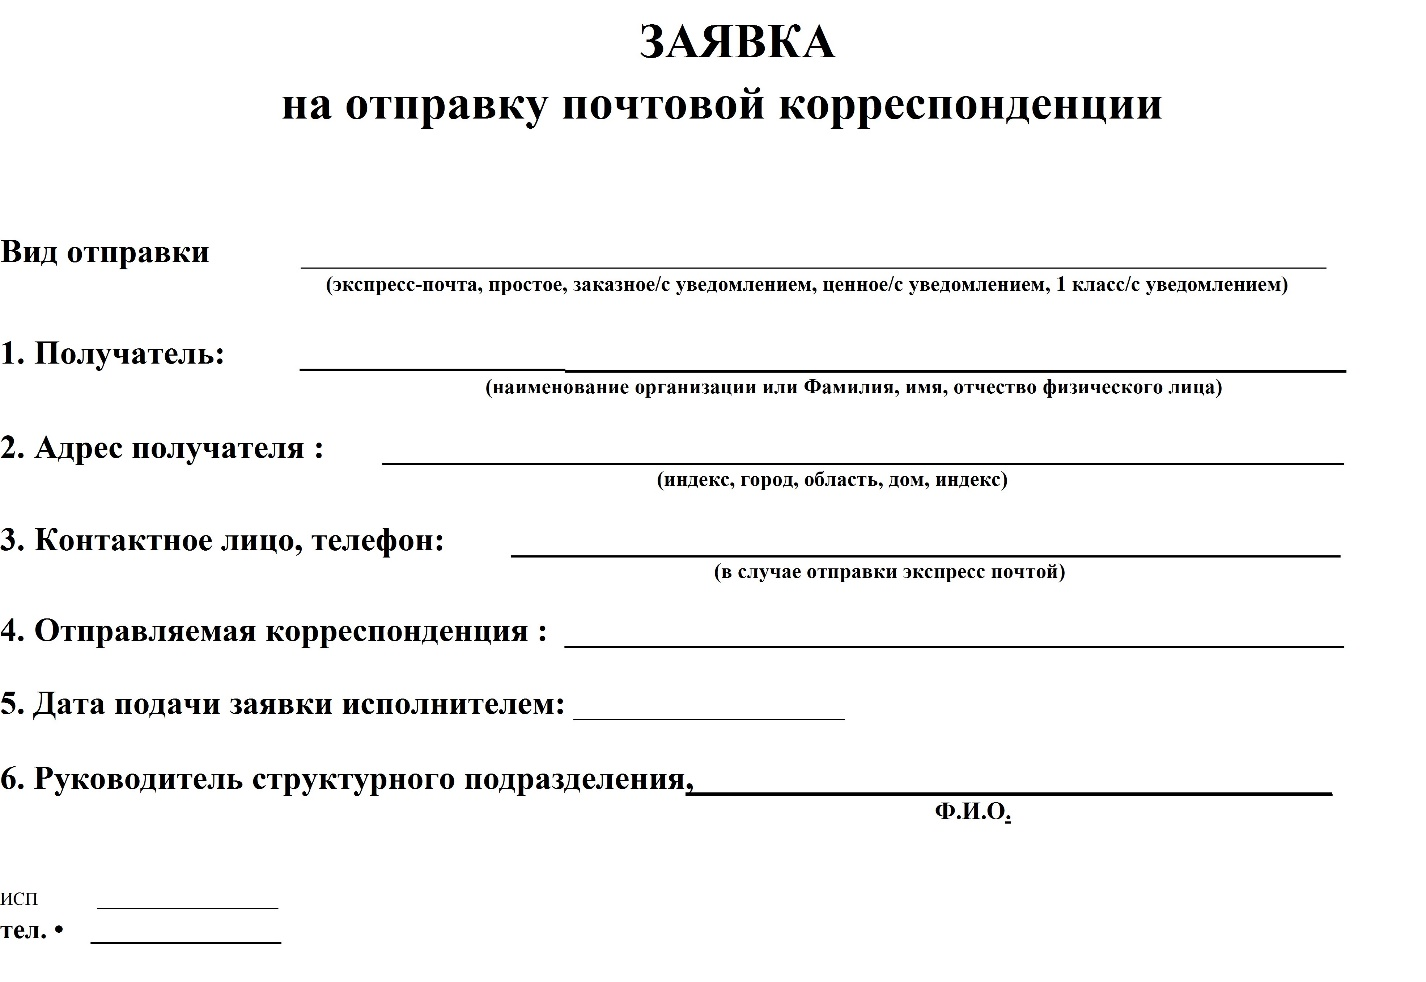 ЗАЯВКА
на отправку почтовой корреспонденции
Вид отправки
(экспресс-почта, простое, заказное/с уведомлением, ценное/с уведомлением, 1 класс/с уведомлением)
1. Получатель:
(наименование организации или Фамилия, имя, отчество физического лица)
2. Адрес получателя :
(индекс, город, область, дом, индекс)
3. Контактное лицо, телефон:
(в случае отправки экспресс почтой)
4. Отправляемая корреспонденция :
5. Дата подачи заявки исполнителем:
6. Руководитель структурного подразделения,
Ф.И.О.
исп
тел. •